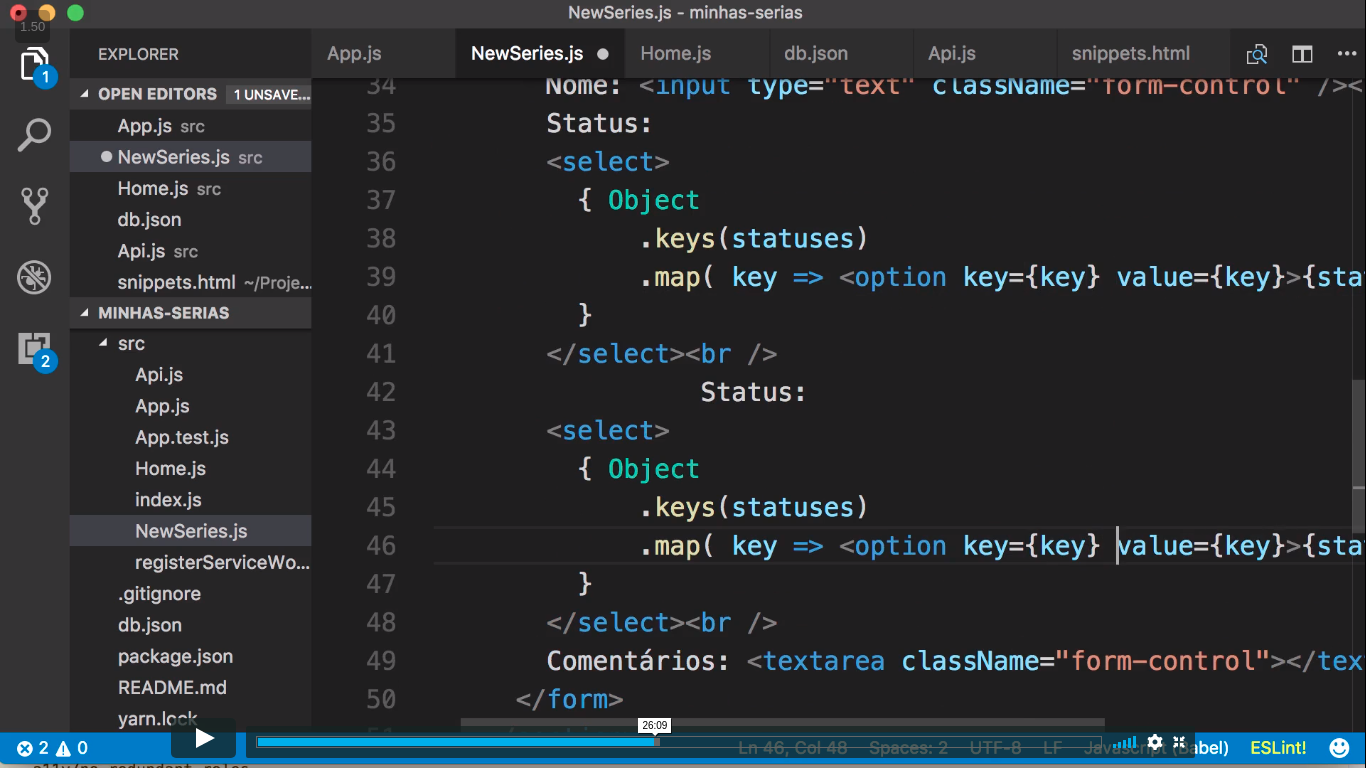 NewSeries.js - minhas-serias
1.50
EXPLORER
App.js
NewSeries.js
Home.js
db.json
Api.js
snippets.html
OPEN EDITORS 1 UNSAVE...
App.js src
NewSeries.js src
Home.js src
db.json
Api.js src
snippets.html ~/Proje...
MINHAS-SERIAS
src
Api.js
App.js
App.test.js
Home.js
index.js
NewSeries.js
registerServiceWo...
.gitignore
db.json
package.json
README.md
yarn.lock
1
2
34 Nome: <input type="text" className="form-control" /><
35 Status:
36 <select>
37 { Object
38 .keys(statuses)
39 .map( key => <option key={key} value={key}>{sta
40 }
41 </select><br />
42 Status:
43 <select>
44 { Object
45 .keys(statuses)
46 .map( key => <option key={key} value={key}>{sta
47 }
48 </select><br />
49 Comentários: <textarea className="form-control"></tex
50 </form>
26:09
2 0
Ln 46, Col 48 Spaces: 2 UTF-8 LF Javascript (Babel) ESLint!